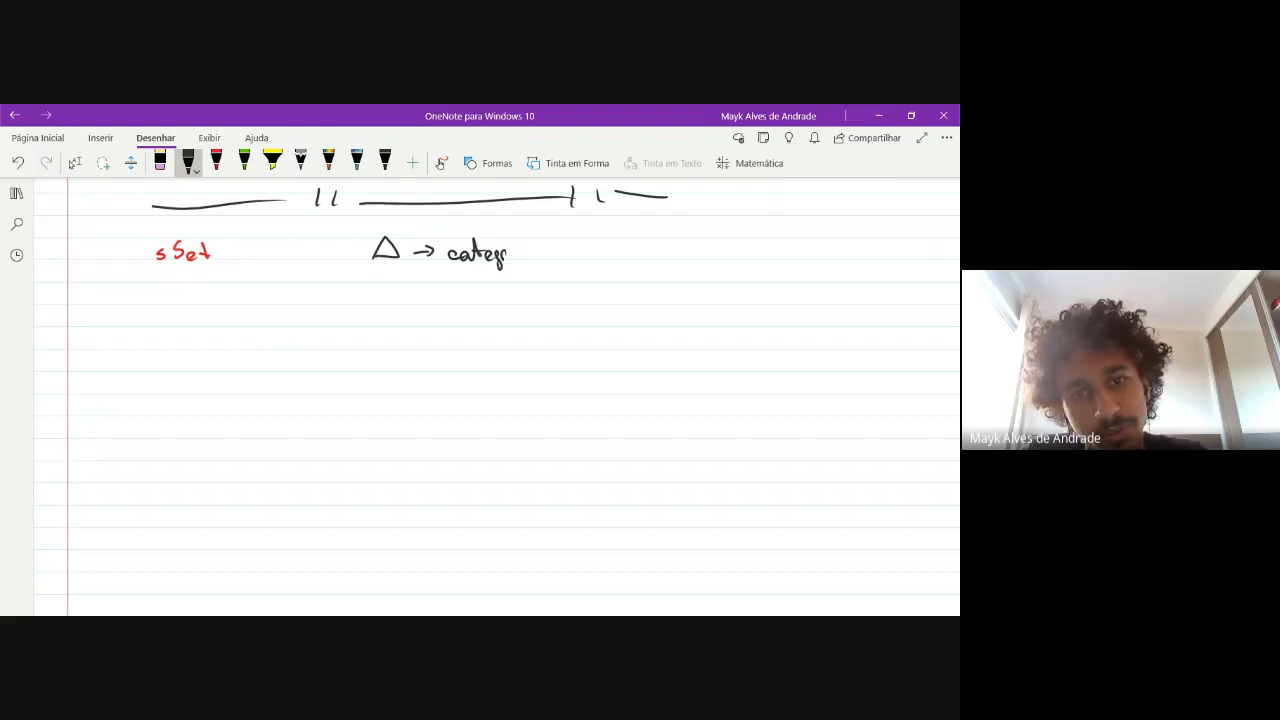 OneNote para Windows 10
Mayk Alves de Andrade
Página Inicial Inserir Desenhar Exibir Ajuda
Compartilhar
Formas Tinta em Forma Tinta em Texto Matemática
sSet Δ → categ
Mayk Alves de Andrade